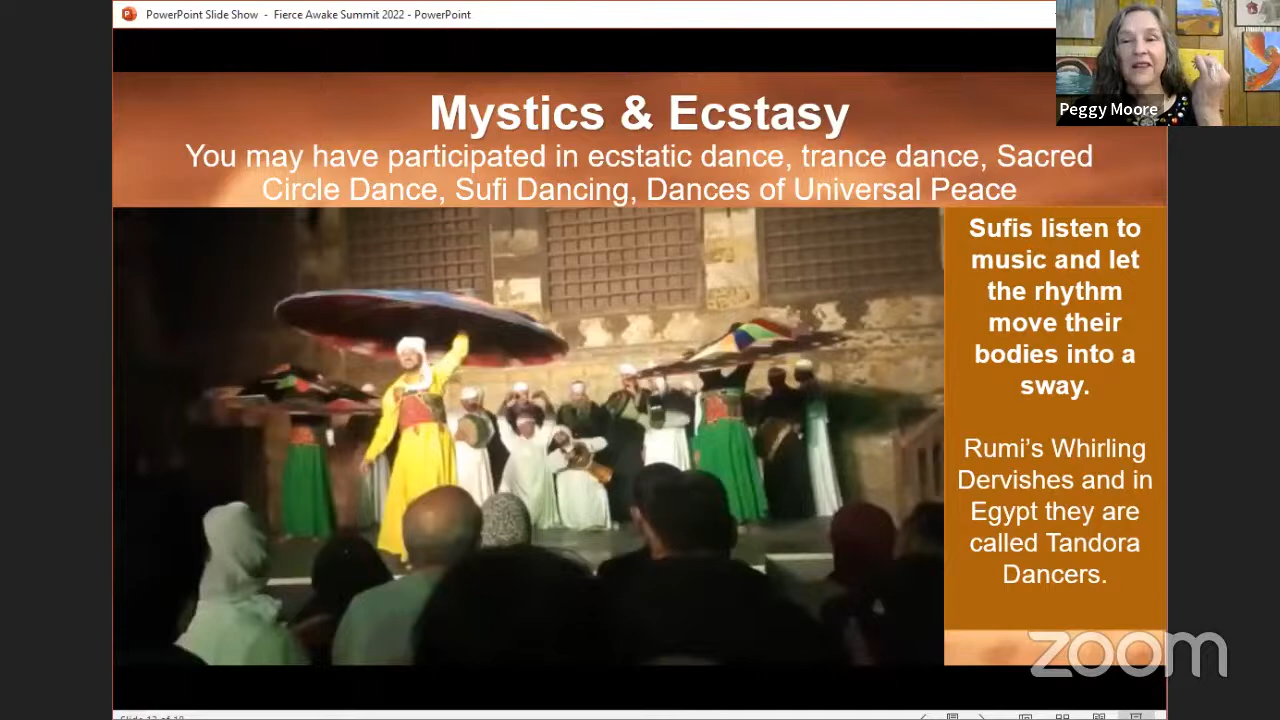 PowerPoint Slide Show - Fierce Awake Summit 2022 - PowerPoint
Peggy Moore
Mystics & Ecstasy
You may have participated in ecstatic dance, trance dance, Sacred
Circle Dance, Sufi Dancing, Dances of Universal Peace
Sufis listen to
music and let
the rhythm
move their
bodies into a
sway.
Rumi’s Whirling
Dervishes and in
Egypt they are
called Tandora
Dancers.
zoom